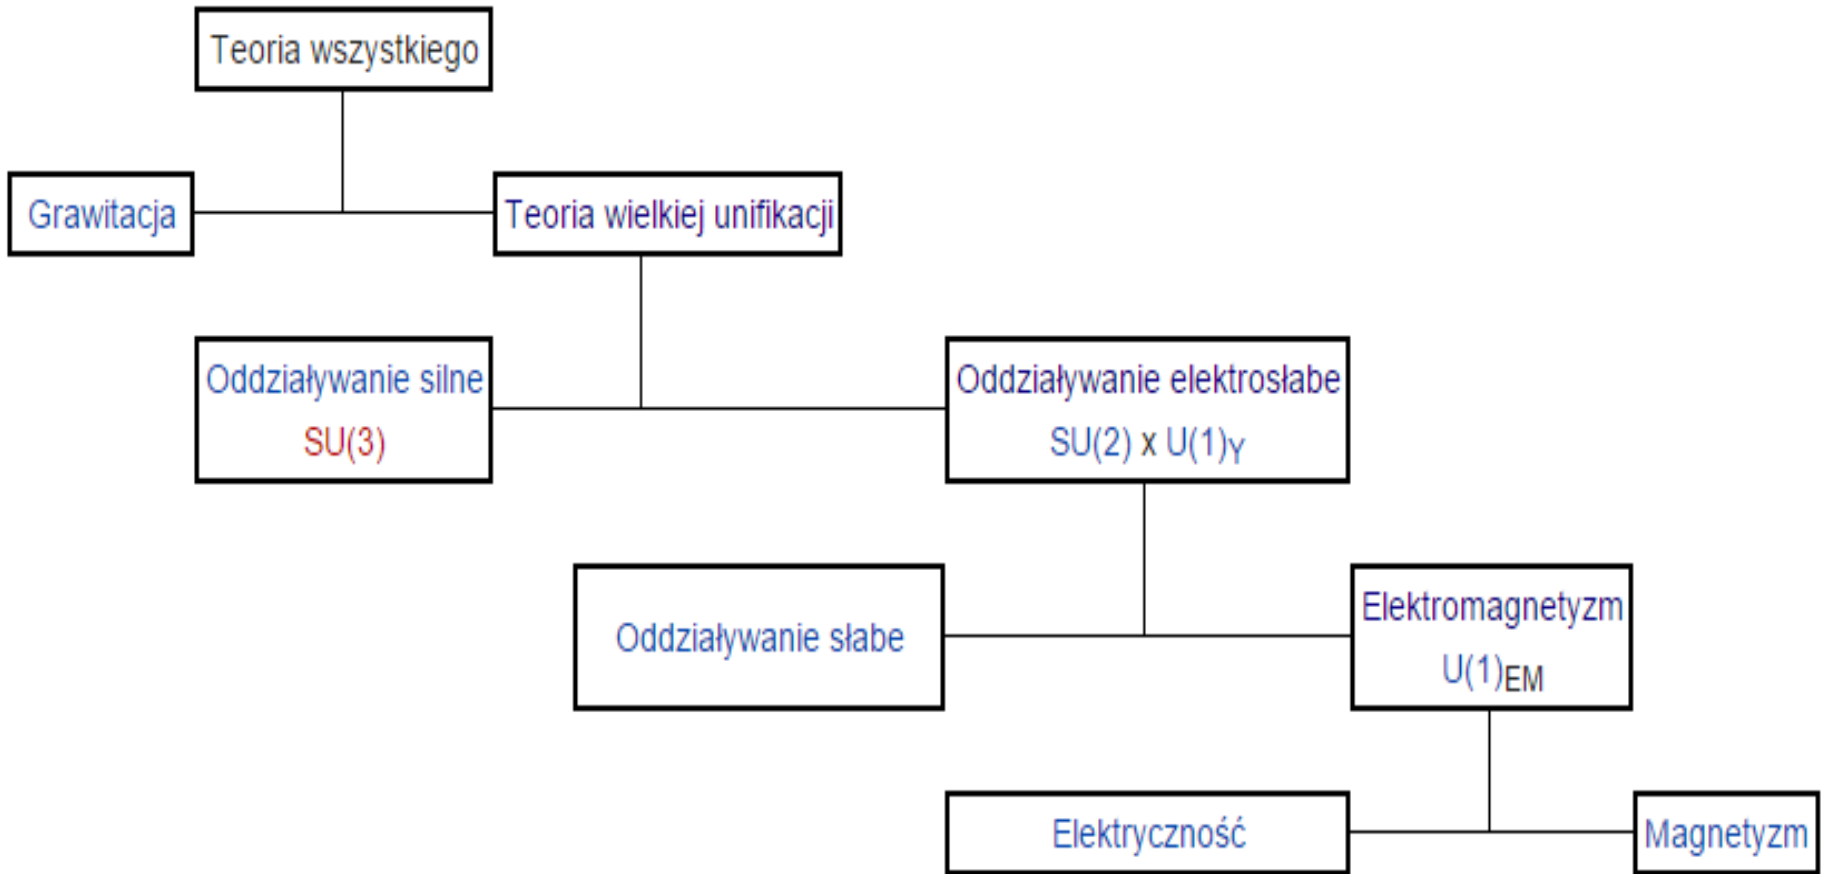 Teoria wszystkiego
Grawitacja
Teoria wielkiej unifikacji
Oddziaływanie silne
SU(3)
Oddziaływanie elektrosłabe
SU(2) x U(1)Y
Oddziaływanie słabe
Elektromagnetyzm
U(1)EM
Elektryczność
Magnetyzm